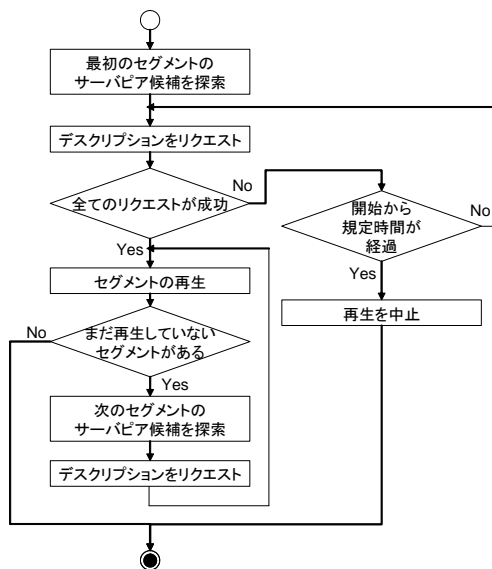 最初のセグメントの
サーバピア候補を探索
デスクリプションをリクエスト
全てのリクエストが成功
No
開始から
規定時間が
経過
No
Yes
Yes
セグメントの再生
再生を中止
No
まだ再生していない
セグメントがある
Yes
次のセグメントの
サーバピア候補を探索
デスクリプションをリクエスト